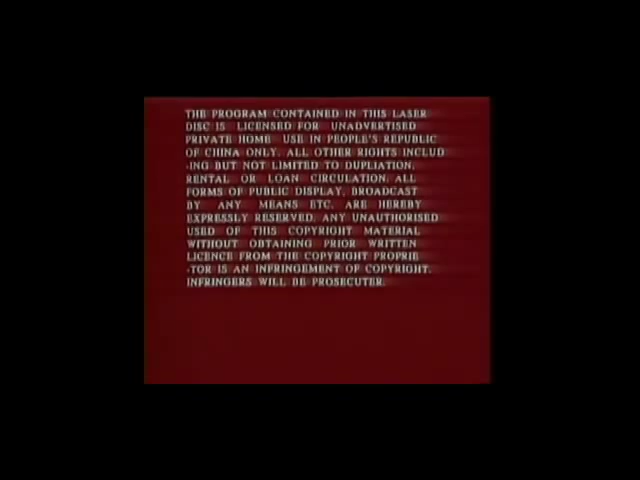 THE PROGRAM CONTAINED IN THIS LASER
DISC IS LICENSED FOR UNADVERTISED
PRIVATE HOME USE IN PEOPLE'S REPUBLIC
OF CHINA ONLY. ALL OTHER RIGHTS INCLUD
-ING BUT NOT LIMITED TO DUPLIATION,
RENTAL OR LOAN CIRCULATION, ALL
FORMS OF PUBLIC DISPLAY, BROADCAST
BY ANY MEANS ETC. ARE HEREBY
EXPRESSLY RESERVED, ANY UNAUTHORISED
USED OF THIS COPYRIGHT MATERIAL
WITHOUT OBTAINING PRIOR WRITTEN
LICENCE FROM THE COPYRIGHT PROPRIE
-TOR IS AN INFRINGEMENT OF COPYRIGHT.
INFRINGERS WILL BE PROSECUTER.